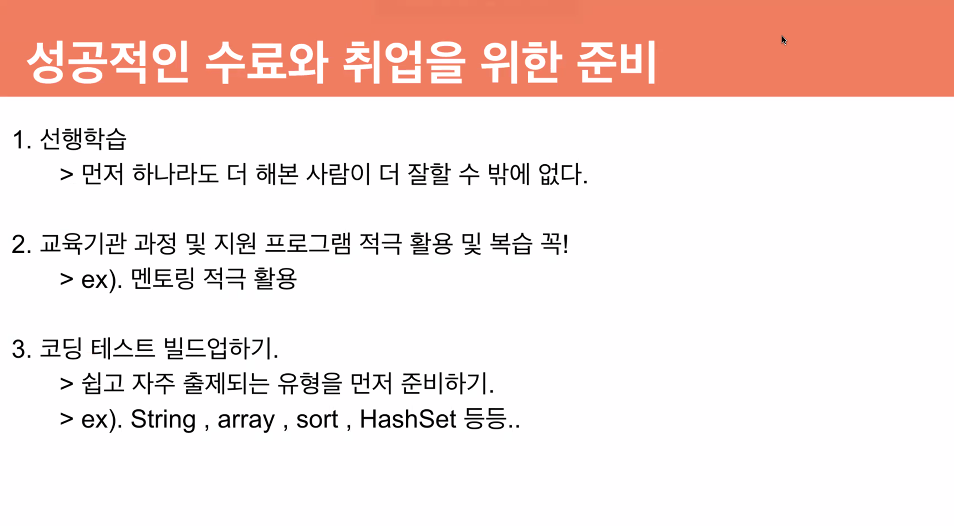 성공적인 수료와 취업을 위한 준비
1. 선행학습
> 먼저 하나라도 더 해본 사람이 더 잘할 수 밖에 없다.
2. 교육기관 과정 및 지원 프로그램 적극 활용 및 복습 꼭!
> ex). 멘토링 적극 활용
3. 코딩 테스트 빌드업하기.
> 쉽고 자주 출제되는 유형을 먼저 준비하기.
> ex). String , array , sort , HashSet 등등..